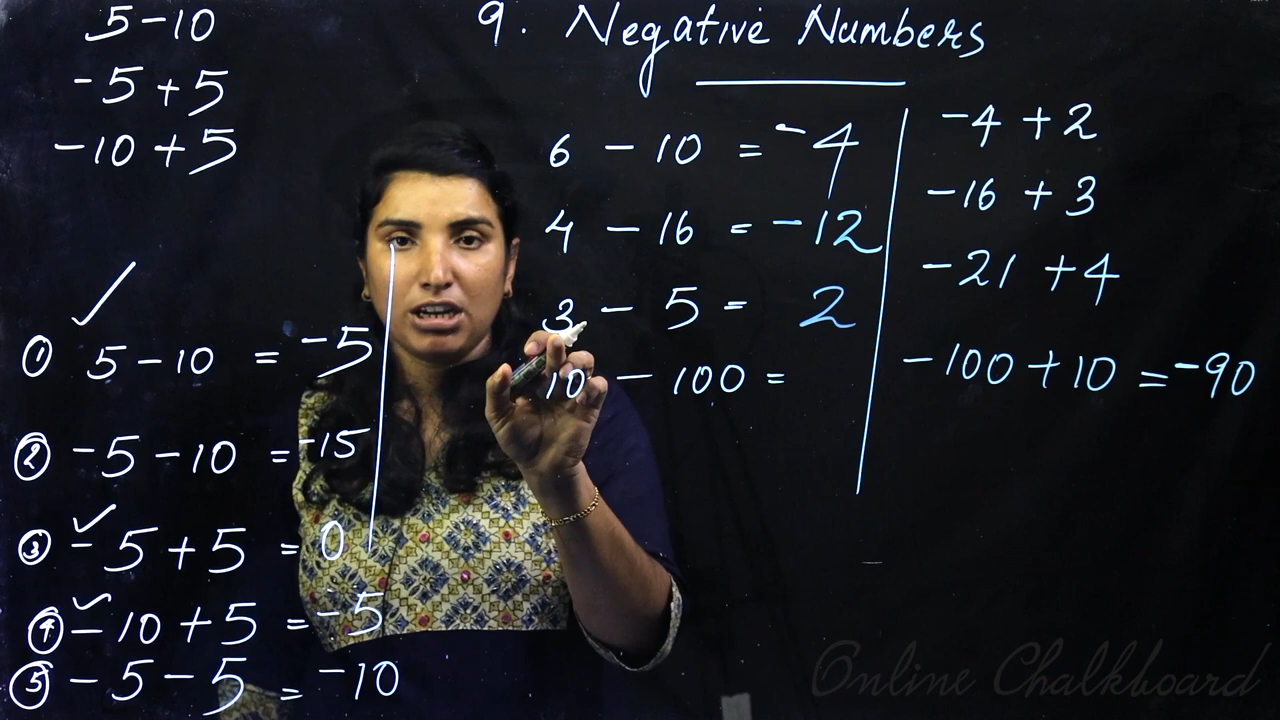 9. Negative Numbers
5-10
-5+5
-10+5
① 5-10 = -5
② -5-10 = -15
③ -5+5 = 0
④ -10+5 = -5
⑤ -5-5 = -10
6 - 10 = -4
4 - 16 = -12
3 - 5 = 2
10 - 100 =
-4 +2
-16 +3
-21 +4
-100+10 = -90
Online Chalkboard